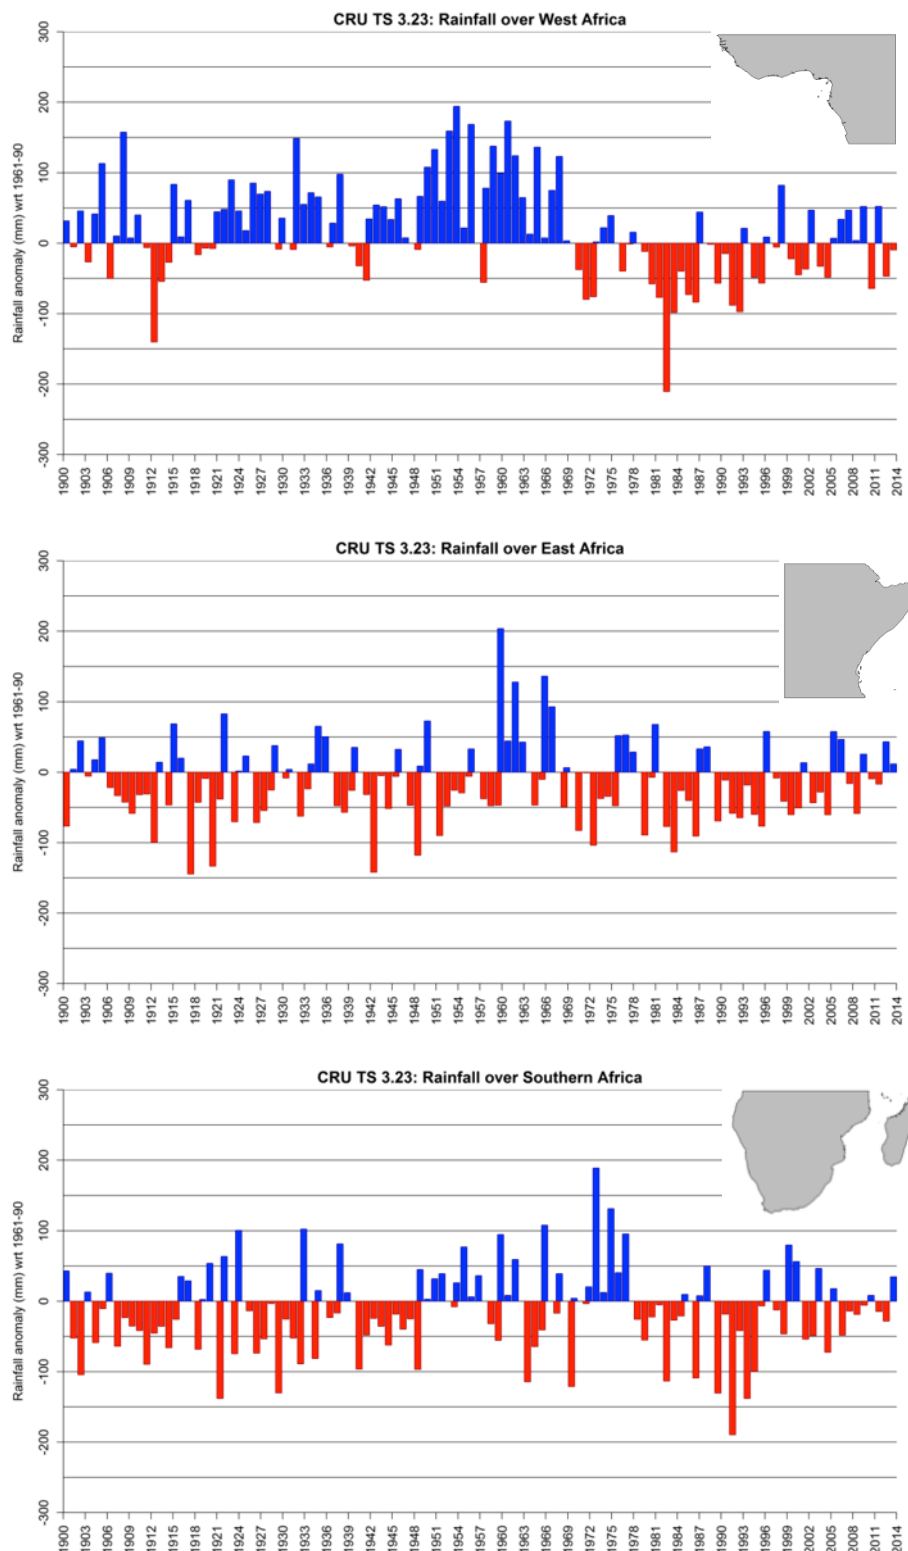 CRU TS 3.23: Rainfall over West Africa
Rainfall anomaly (mm) wrt 1961-90
300
200
100
0
-100
-200
-300
1900 1903 1906 1909 1912 1915 1918 1921 1924 1927 1930 1933 1936 1939 1942 1945 1948 1951 1954 1957 1960 1963 1966 1969 1972 1975 1978 1981 1984 1987 1990 1993 1996 1999 2002 2005 2008 2011 2014
CRU TS 3.23: Rainfall over East Africa
Rainfall anomaly (mm) wrt 1961-90
300
200
100
0
-100
-200
-300
1900 1903 1906 1909 1912 1915 1918 1921 1924 1927 1930 1933 1936 1939 1942 1945 1948 1951 1954 1957 1960 1963 1966 1969 1972 1975 1978 1981 1984 1987 1990 1993 1996 1999 2002 2005 2008 2011 2014
CRU TS 3.23: Rainfall over Southern Africa
Rainfall anomaly (mm) wrt 1961-90
300
200
100
0
-100
-200
-300
1900 1903 1906 1909 1912 1915 1918 1921 1924 1927 1930 1933 1936 1939 1942 1945 1948 1951 1954 1957 1960 1963 1966 1969 1972 1975 1978 1981 1984 1987 1990 1993 1996 1999 2002 2005 2008 2011 2014